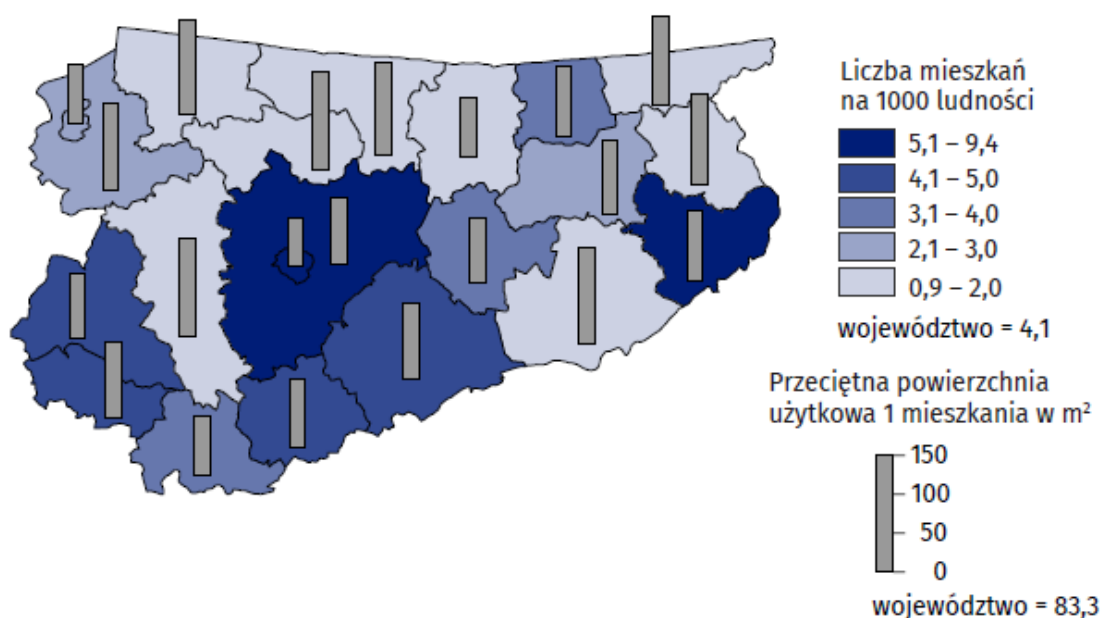 Liczba mieszkań
na 1000 ludności
5,1 – 9,4
4,1 – 5,0
3,1 – 4,0
2,1 – 3,0
0,9 – 2,0
województwo = 4,1
Przeciętna powierzchnia
użytkowa 1 mieszkania w m²
150
100
50
0
województwo = 83,3